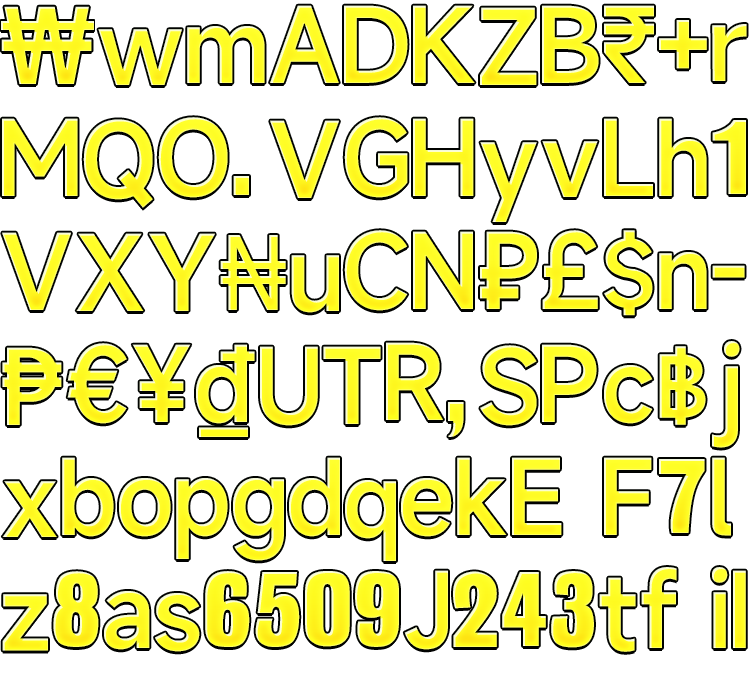 ₩wmADKZB₹+r
MQO. VGHyvLh1
VXY₦uCN₽£$n-
₱€¥₫UTR,SPc฿j
xbopgdqekE F7l
z8as6509J243tf il